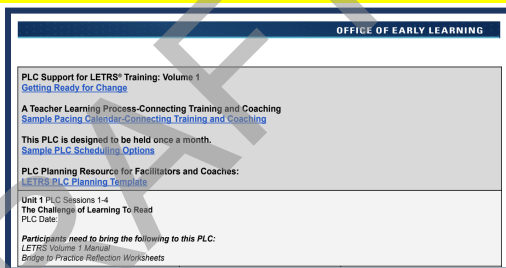 OFFICE OF EARLY LEARNING
PLC Support for LETRS® Training: Volume 1
Getting Ready for Change
A Teacher Learning Process-Connecting Training and Coaching
Sample Pacing Calendar-Connecting Training and Coaching
This PLC is designed to be held once a month.
Sample PLC Scheduling Options
PLC Planning Resource for Facilitators and Coaches:
LETRS PLC Planning Template
Unit 1 PLC Sessions 1-4
The Challenge of Learning To Read
PLC Date:
Participants need to bring the following to this PLC:
LETRS Volume 1 Manual
Bridge to Practice Reflection Worksheets